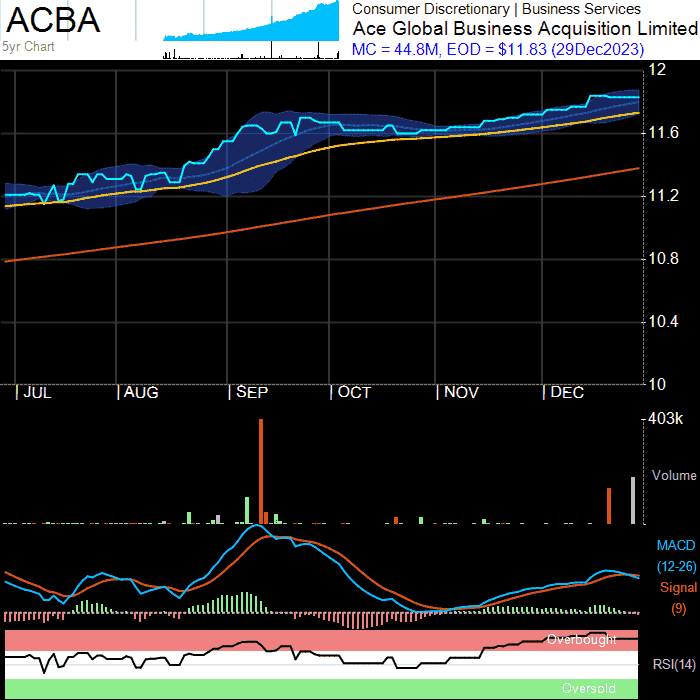 ACBA
5yr Chart
Consumer Discretionary | Business Services
Ace Global Business Acquisition Limited
MC = 44.8M, EOD = $11.83 (29Dec2023)
12
11.6
11.2
10.8
10.4
10
| JUL | AUG | SEP | OCT | NOV | DEC
403k
Volume
MACD
(12-26)
Signal
(9)
Overbought
RSI(14)
Oversold